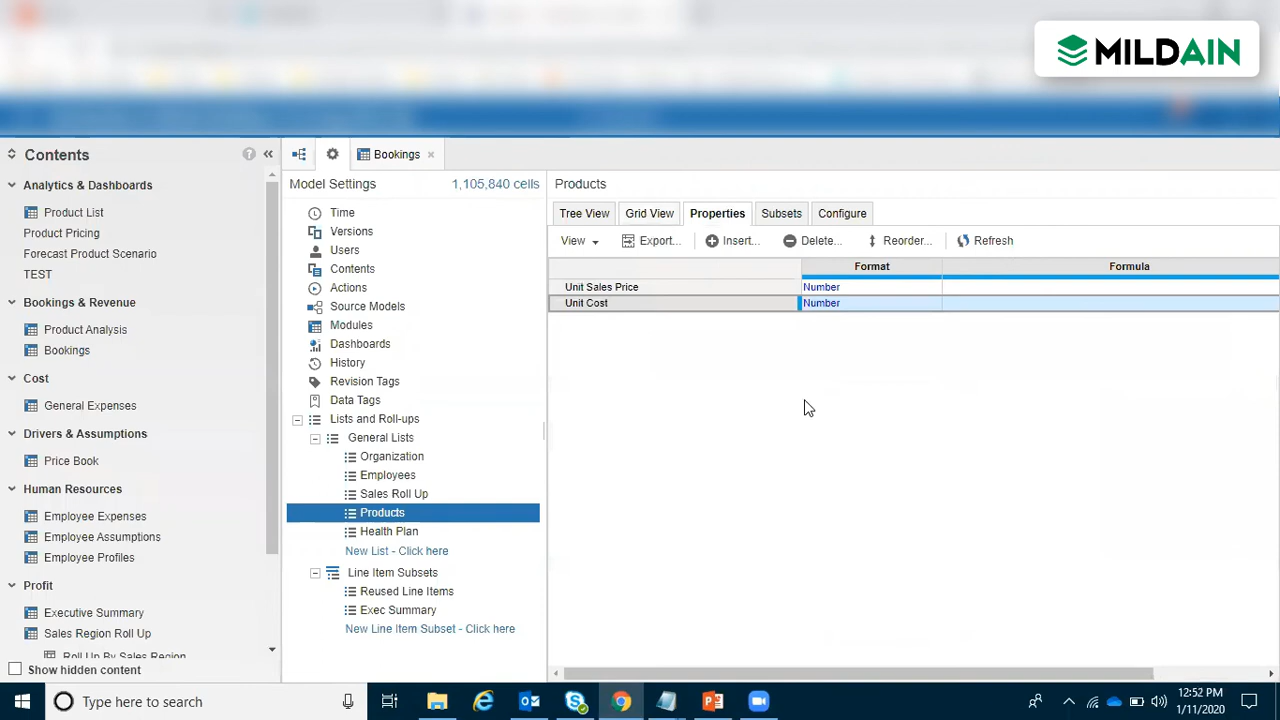 MILDAIN
Contents
Analytics & Dashboards
Product List
Product Pricing
Forecast Product Scenario
TEST
Bookings & Revenue
Product Analysis
Bookings
Cost
General Expenses
Drivers & Assumptions
Price Book
Human Resources
Employee Expenses
Employee Assumptions
Employee Profiles
Profit
Executive Summary
Sales Region Roll Up
Roll Up By Sales Region
Show hidden content
Bookings
Model Settings 1,105,840 cells
Time
Versions
Users
Contents
Actions
Source Models
Modules
Dashboards
History
Revision Tags
Data Tags
Lists and Roll-ups
General Lists
Organization
Employees
Sales Roll Up
Products
Health Plan
New List - Click here
Line Item Subsets
Reused Line Items
Exec Summary
New Line Item Subset - Click here
Products
Tree View Grid View Properties Subsets Configure
View Export... Insert... Delete... Reorder... Refresh
Format Formula
Unit Sales Price Number
Unit Cost Number
Type here to search
12:52 PM
1/11/2020